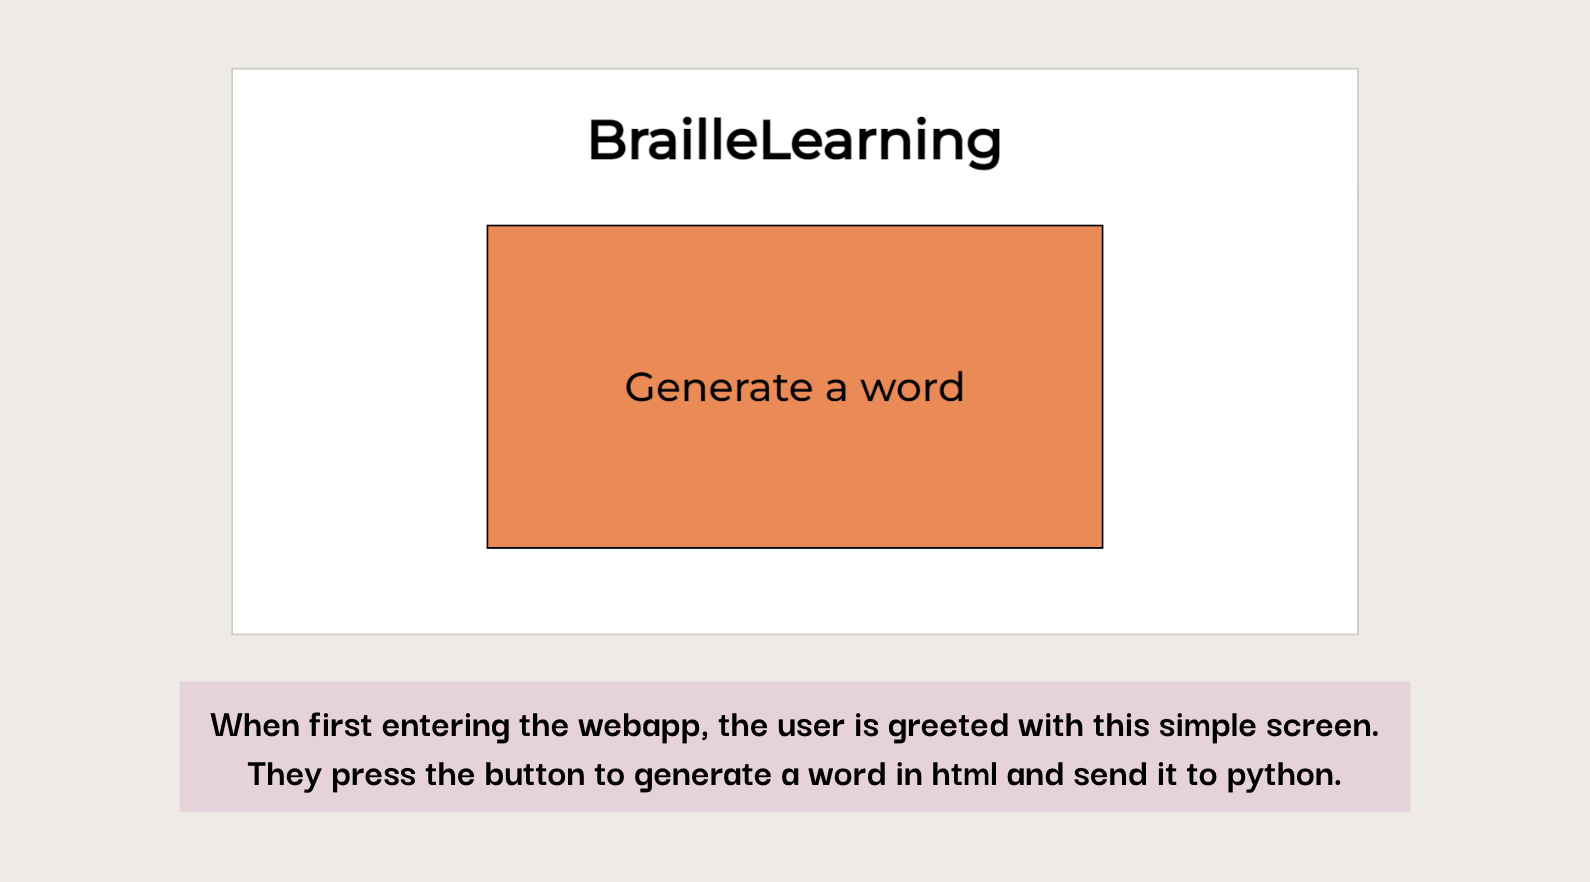 BrailleLearning
Generate a word
When first entering the webapp, the user is greeted with this simple screen.
They press the button to generate a word in html and send it to python.